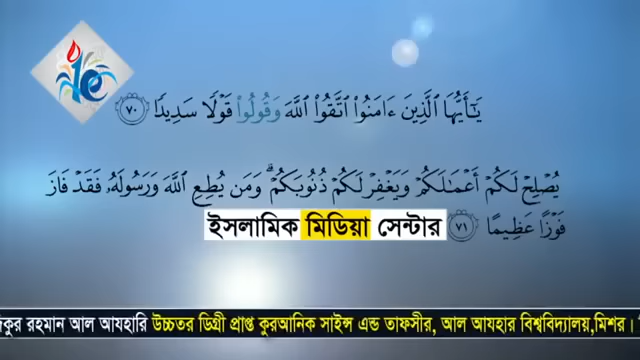 يَـٰٓأَيُّهَا ٱلَّذِينَ ءَامَنُوا۟ ٱتَّقُوا۟ ٱللَّهَ وَقُولُوا۟ قَوْلًا سَدِيدًا ٧٠
يُصْلِحْ لَكُمْ أَعْمَـٰلَكُمْ وَيَغْفِرْ لَكُمْ ذُنُوبَكُمْ ۗ وَمَن يُطِعِ ٱللَّهَ وَرَسُولَهُۥ فَقَدْ فَازَ
فَوْزًا عَظِيمًا ٧١
ইসলামিক মিডিয়া সেন্টার
রহমান আল আযহারি উচ্চতর ডিগ্রী প্রাপ্ত কুরআনিক সাইন্স এন্ড তাফসীর, আল আযহার বিশ্ববিদ্যালয়,মিশর।